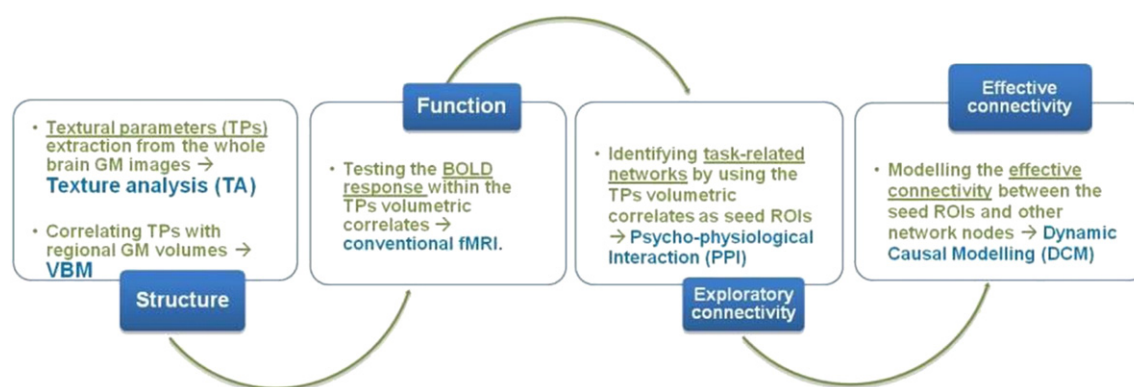 • Textural parameters (TPs)
extraction from the whole
brain GM images →
Texture analysis (TA)
• Correlating TPs with
regional GM volumes →
VBM
Structure
Function
• Testing the BOLD
response within the
TPs volumetric
correlates →
conventional fMRI.
• Identifying task-related
networks by using the
TPs volumetric
correlates as seed ROIs
→ Psycho-physiological
Interaction (PPI)
Exploratory
connectivity
Effective
connectivity
• Modelling the effective
connectivity between the
seed ROIs and other
network nodes → Dynamic
Causal Modelling (DCM)